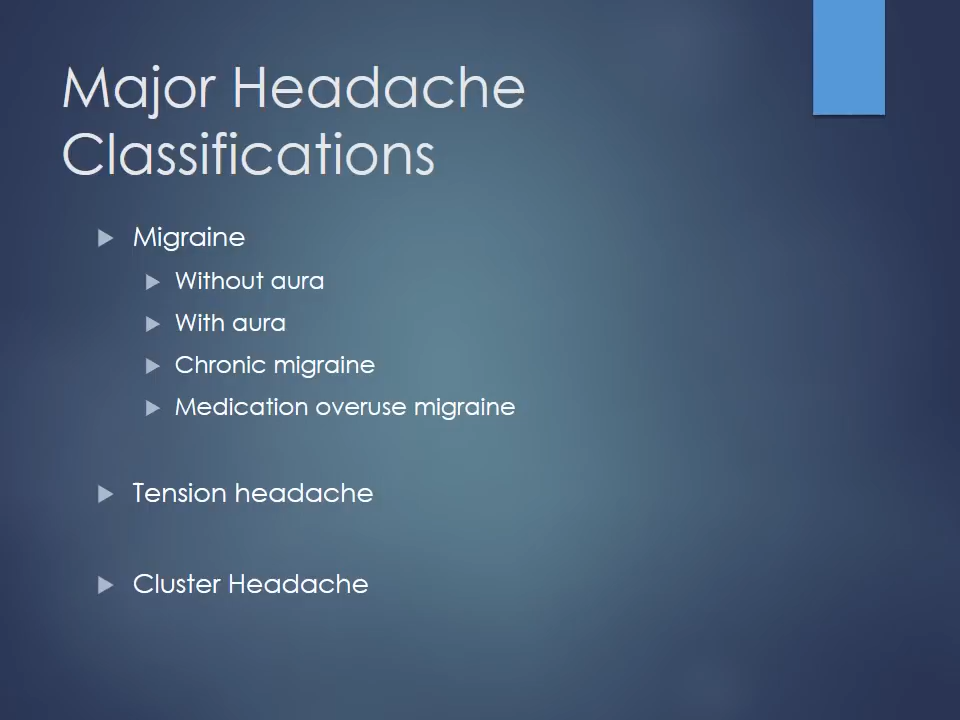 Major Headache
Classifications
Migraine
Without aura
With aura
Chronic migraine
Medication overuse migraine
Tension headache
Cluster Headache